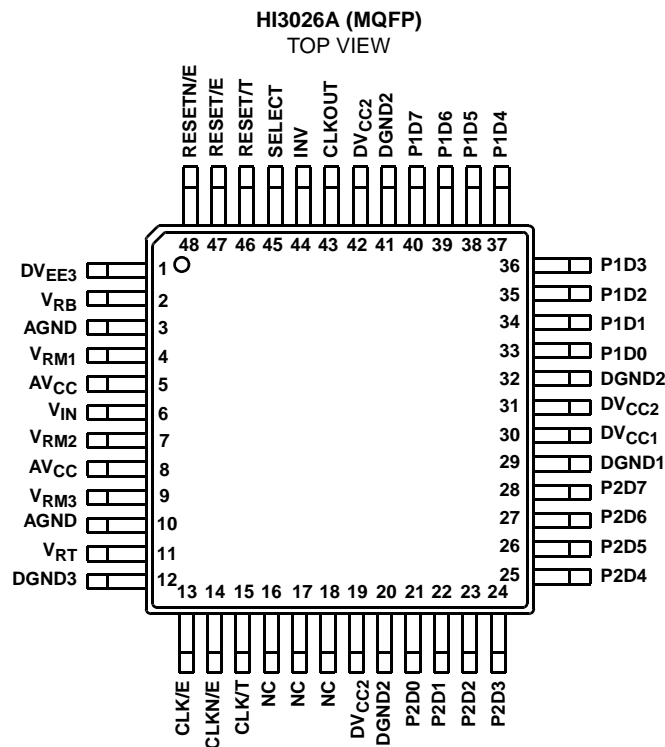 HI3026A (MQFP)
TOP VIEW
RESETN/E
RESET/E
RESET/T
SELECT
INV
CLKOUT
DVCC2
DGND2
P1D7
P1D6
P1D5
P1D4
48 47 46 45 44 43 42 41 40 39 38 37
DVEE3 1
VRB 2
AGND 3
VRM1 4
AVCC 5
VIN 6
VRM2 7
AVCC 8
VRM3 9
AGND 10
VRT 11
DGND3 12
36 P1D3
35 P1D2
34 P1D1
33 P1D0
32 DGND2
31 DVCC2
30 DVCC1
29 DGND1
28 P2D7
27 P2D6
26 P2D5
25 P2D4
13 14 15 16 17 18 19 20 21 22 23 24
CLK/E
CLKN/E
CLK/T
NC
NC
NC
DVCC2
DGND2
P2D0
P2D1
P2D2
P2D3